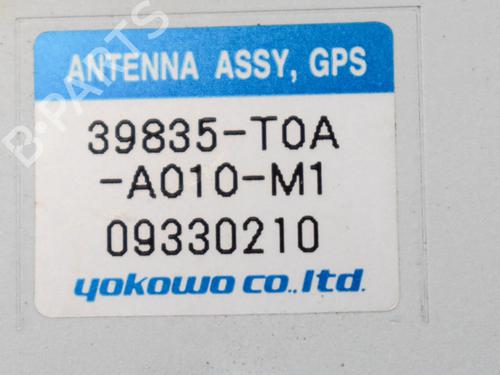 ANTENNA ASSY, GPS
39835-T0A
-A010-M1
09330210
yokowo co.,ltd.
B-PARTS